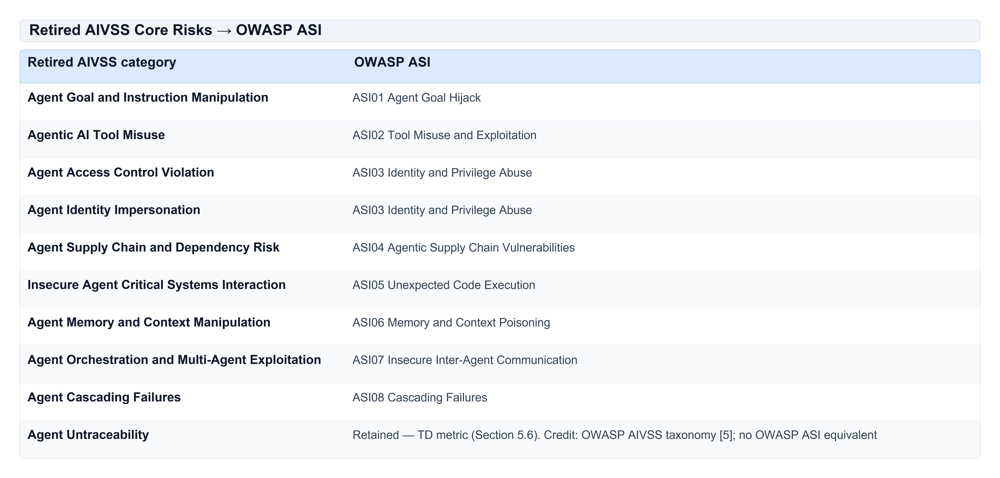 Retired AIVSS Core Risks → OWASP ASI
Retired AIVSS category OWASP ASI
Agent Goal and Instruction Manipulation ASI01 Agent Goal Hijack
Agentic AI Tool Misuse ASI02 Tool Misuse and Exploitation
Agent Access Control Violation ASI03 Identity and Privilege Abuse
Agent Identity Impersonation ASI03 Identity and Privilege Abuse
Agent Supply Chain and Dependency Risk ASI04 Agentic Supply Chain Vulnerabilities
Insecure Agent Critical Systems Interaction ASI05 Unexpected Code Execution
Agent Memory and Context Manipulation ASI06 Memory and Context Poisoning
Agent Orchestration and Multi-Agent Exploitation ASI07 Insecure Inter-Agent Communication
Agent Cascading Failures ASI08 Cascading Failures
Agent Untraceability Retained — TD metric (Section 5.6). Credit: OWASP AIVSS taxonomy [5]; no OWASP ASI equivalent